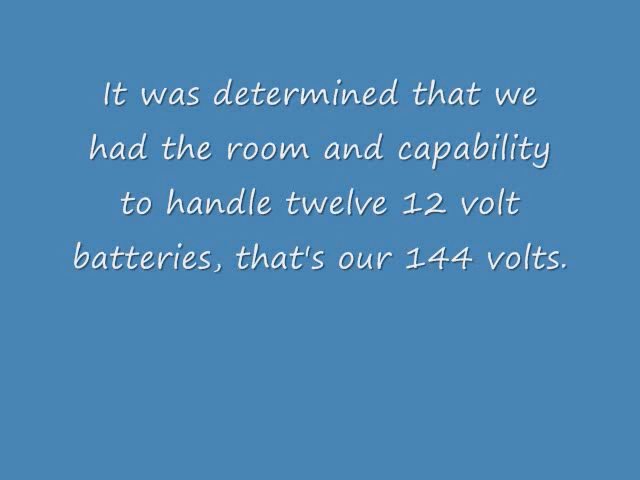 It was determined that we
had the room and capability
to handle twelve 12 volt
batteries, that's our 144 volts.